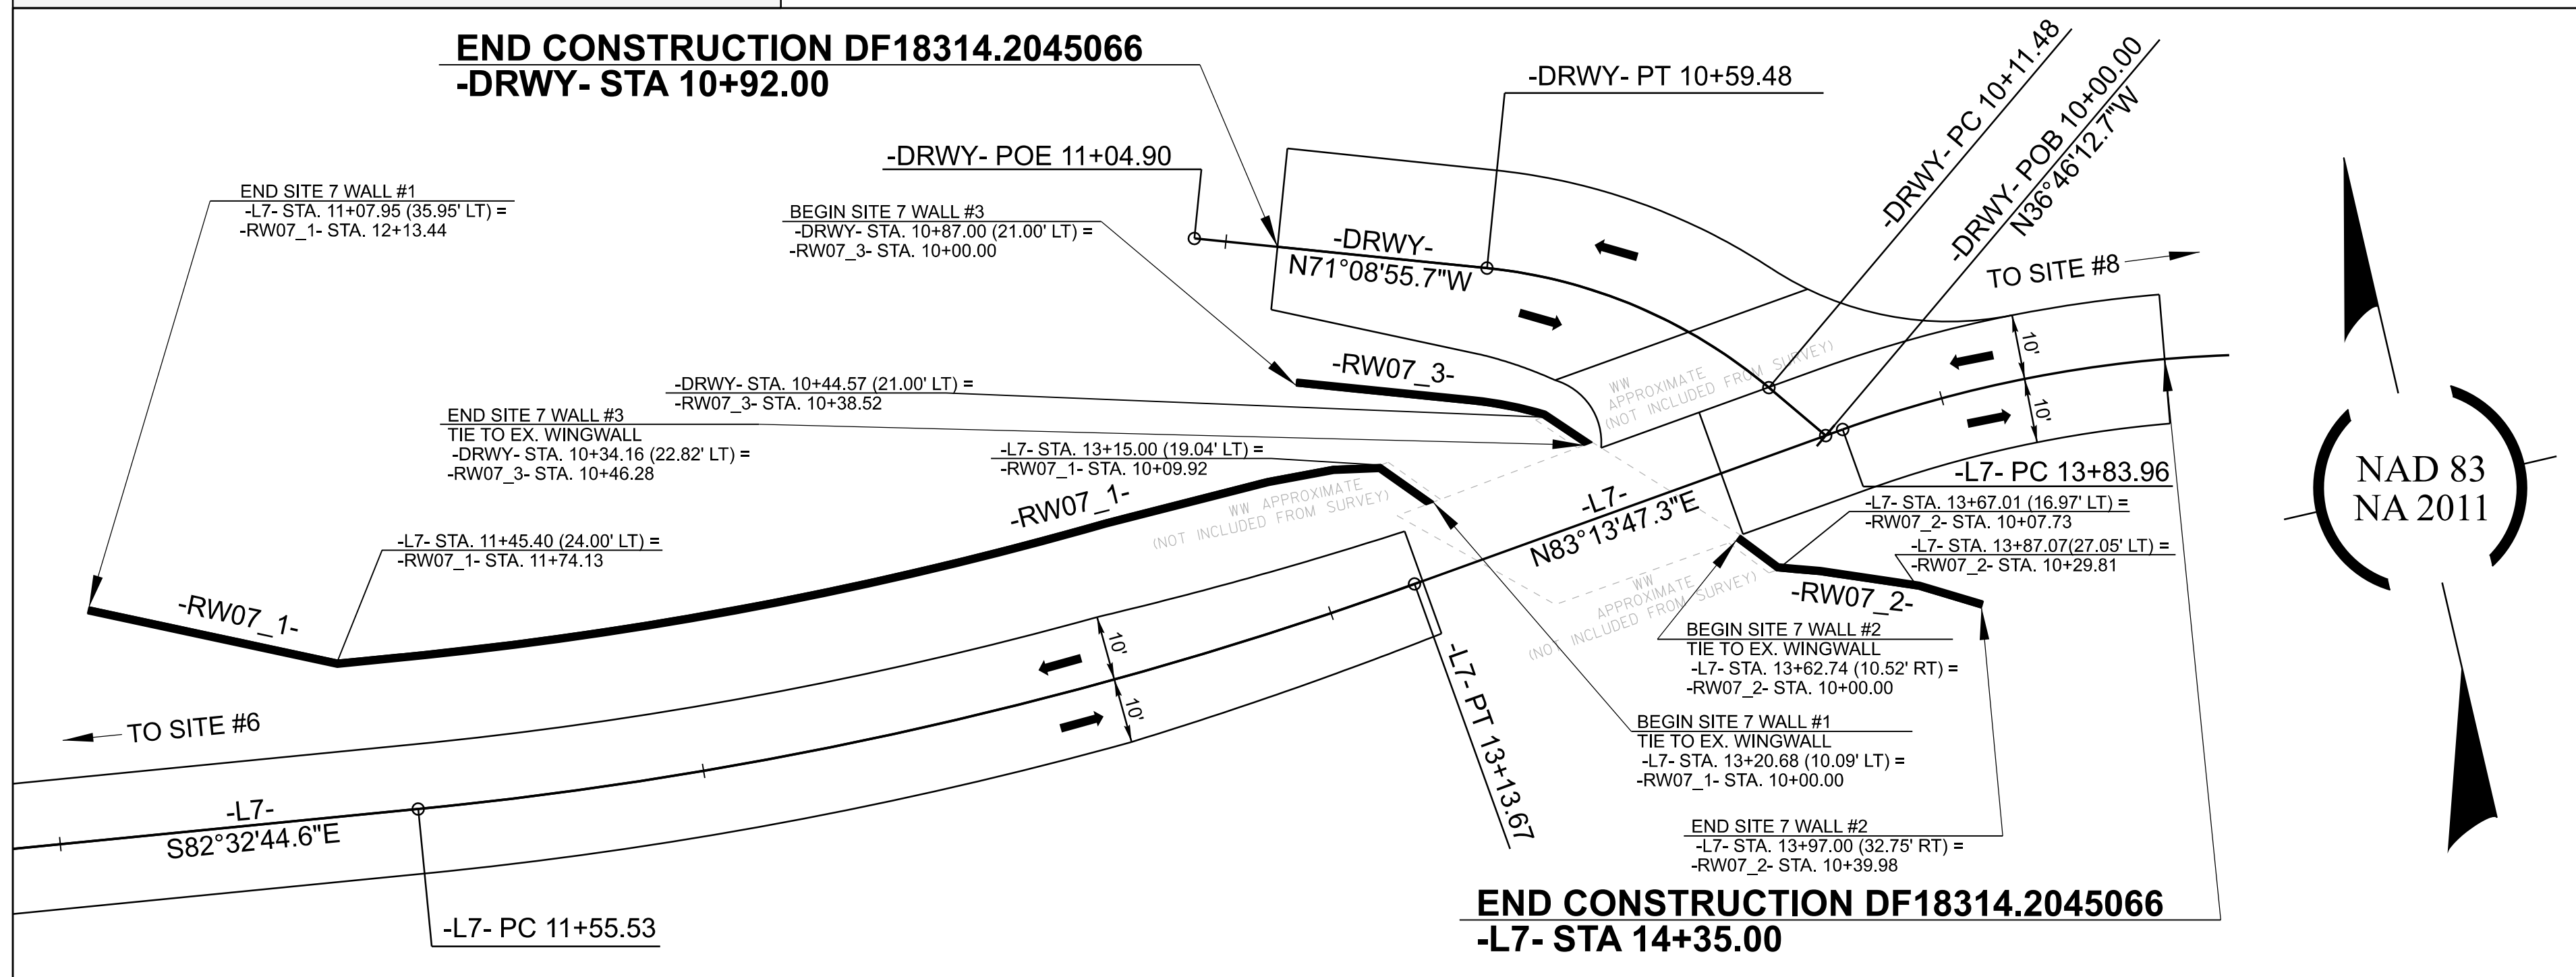 END CONSTRUCTION DF18314.2045066
-DRWY- STA 10+92.00
-DRWY- PT 10+59.48
-DRWY- PC 10+11.48
-DRWY- POB 10+00.00
N36°46'12.7"W
-DRWY- POE 11+04.90
END SITE 7 WALL #1
-L7- STA. 11+07.95 (35.95' LT) =
-RW07_1- STA. 12+13.44
BEGIN SITE 7 WALL #3
-DRWY- STA. 10+87.00 (21.00' LT) =
-RW07_3- STA. 10+00.00
-DRWY-
N71°08'55.7"W
TO SITE #8
-RW07_3-
WW
APPROXIMATE
(NOT INCLUDED FROM SURVEY)
10'
10'
-DRWY- STA. 10+44.57 (21.00' LT) =
-RW07_3- STA. 10+38.52
END SITE 7 WALL #3
TIE TO EX. WINGWALL
-DRWY- STA. 10+34.16 (22.82' LT) =
-RW07_3- STA. 10+46.28
-L7- STA. 13+15.00 (19.04' LT) =
-RW07_1- STA. 10+09.92
-RW07_1-
WW APPROXIMATE
(NOT INCLUDED FROM SURVEY)
-L7-
N83°13'47.3"E
-L7- PC 13+83.96
-L7- STA. 13+67.01 (16.97' LT) =
-RW07_2- STA. 10+07.73
-L7- STA. 13+87.07(27.05' LT) =
-RW07_2- STA. 10+29.81
NAD 83
NA 2011
-L7- STA. 11+45.40 (24.00' LT) =
-RW07_1- STA. 11+74.13
-RW07_1-
WW
APPROXIMATE
(NOT INCLUDED FROM SURVEY)
-RW07_2-
BEGIN SITE 7 WALL #2
TIE TO EX. WINGWALL
-L7- STA. 13+62.74 (10.52' RT) =
-RW07_2- STA. 10+00.00
10'
10'
-L7- PT 13+13.67
BEGIN SITE 7 WALL #1
TIE TO EX. WINGWALL
-L7- STA. 13+20.68 (10.09' LT) =
-RW07_1- STA. 10+00.00
TO SITE #6
-L7-
S82°32'44.6"E
END SITE 7 WALL #2
-L7- STA. 13+97.00 (32.75' RT) =
-RW07_2- STA. 10+39.98
-L7- PC 11+55.53
END CONSTRUCTION DF18314.2045066
-L7- STA 14+35.00